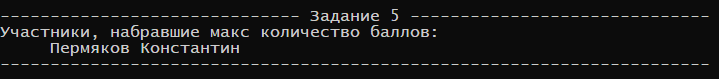 ----------------------------- Задание 5 ------------------------------
Участники, набравшие макс количество баллов:
     Пермяков Константин
-----------------------------------------------------------------------